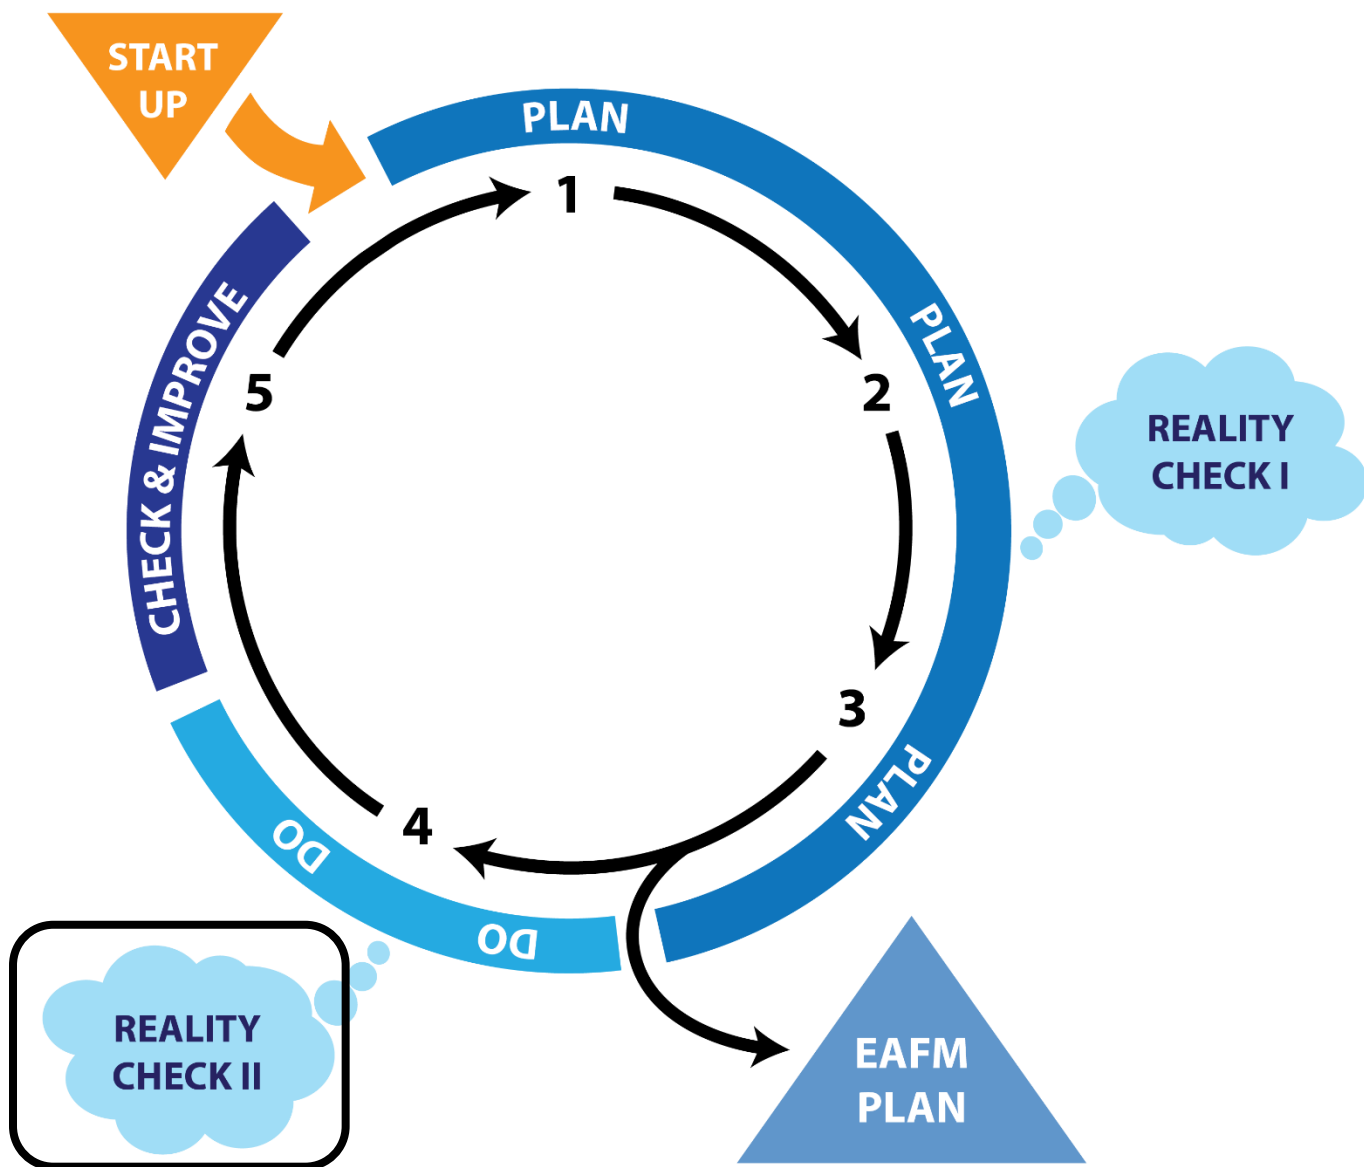 START
UP
PLAN
1
PLAN
2
REALITY
CHECK I
3
PLAN
EAFM
PLAN
4
DO
DO
REALITY
CHECK II
5
CHECK & IMPROVE